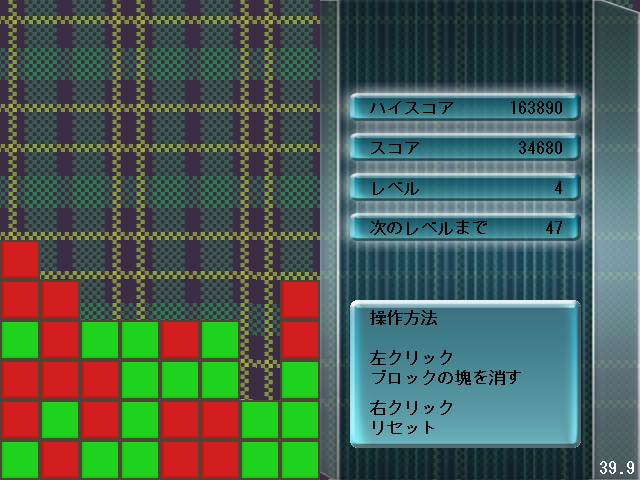 ハイスコア 163890
スコア 34680
レベル 4
次のレベルまで 47
操作方法
左クリック
ブロックの塊を消す
右クリック
リセット
39.9